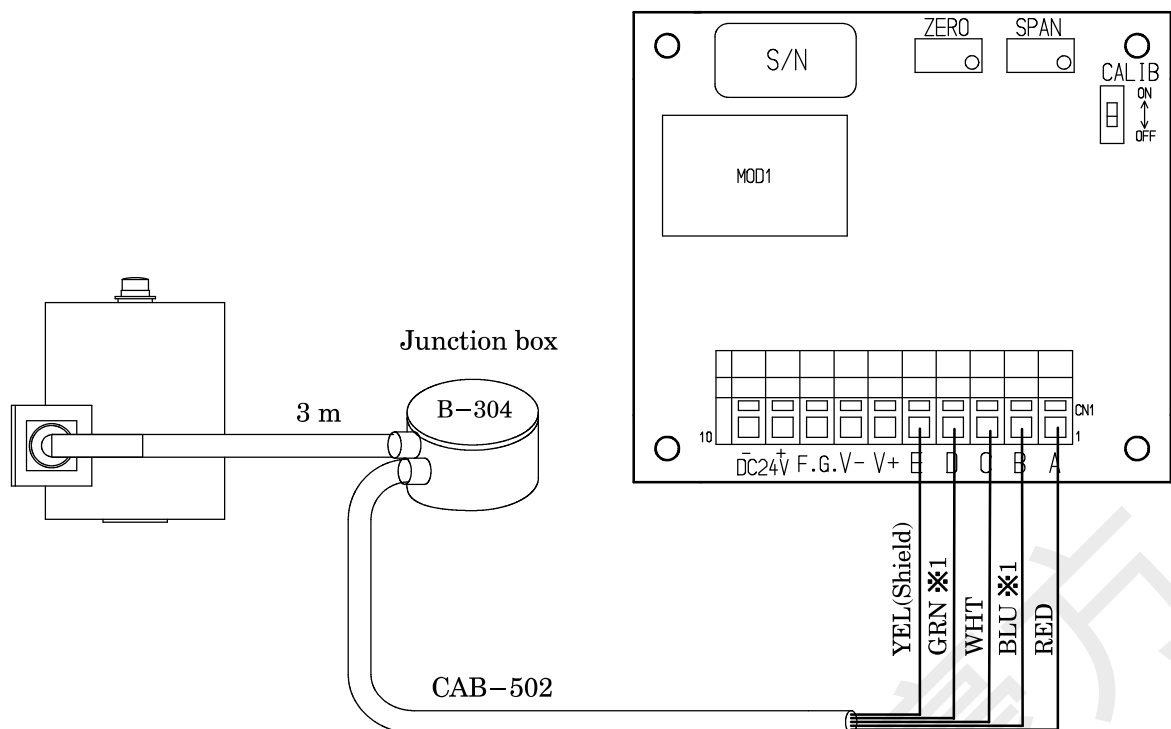 ZERO
SPAN
S/N
CALIB
ON
OFF
MOD1
Junction box
B−304
3 m
CN1
10
1
DC24V
− +
F.G.
V-
V+
E
D
C
B
A
YEL(Shield)
GRN ※1
WHT
BLU ※1
RED
CAB−502
方